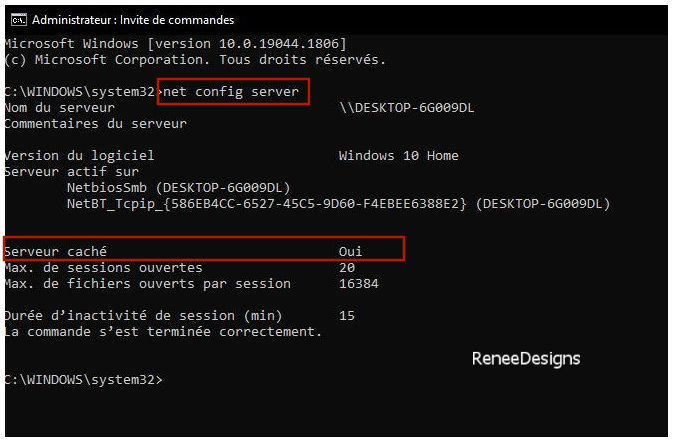 Administrateur : Invite de commandes
Microsoft Windows [version 10.0.19044.1806]
(c) Microsoft Corporation. Tous droits réservés.
C:\WINDOWS\system32>net config server
Nom du serveur \\DESKTOP-6G009DL
Commentaires du serveur
Version du logiciel Windows 10 Home
Serveur actif sur
NetbiosSmb (DESKTOP-6G009DL)
NetBT_Tcpip_{586EB4CC-6527-45C5-9D60-F4EBEE6388E2} (DESKTOP-6G009DL)
Serveur caché Oui
Max. de sessions ouvertes 20
Max. de fichiers ouverts par session 16384
Durée d’inactivité de session (min) 15
La commande s’est terminée correctement.
ReneeDesigns
C:\WINDOWS\system32>